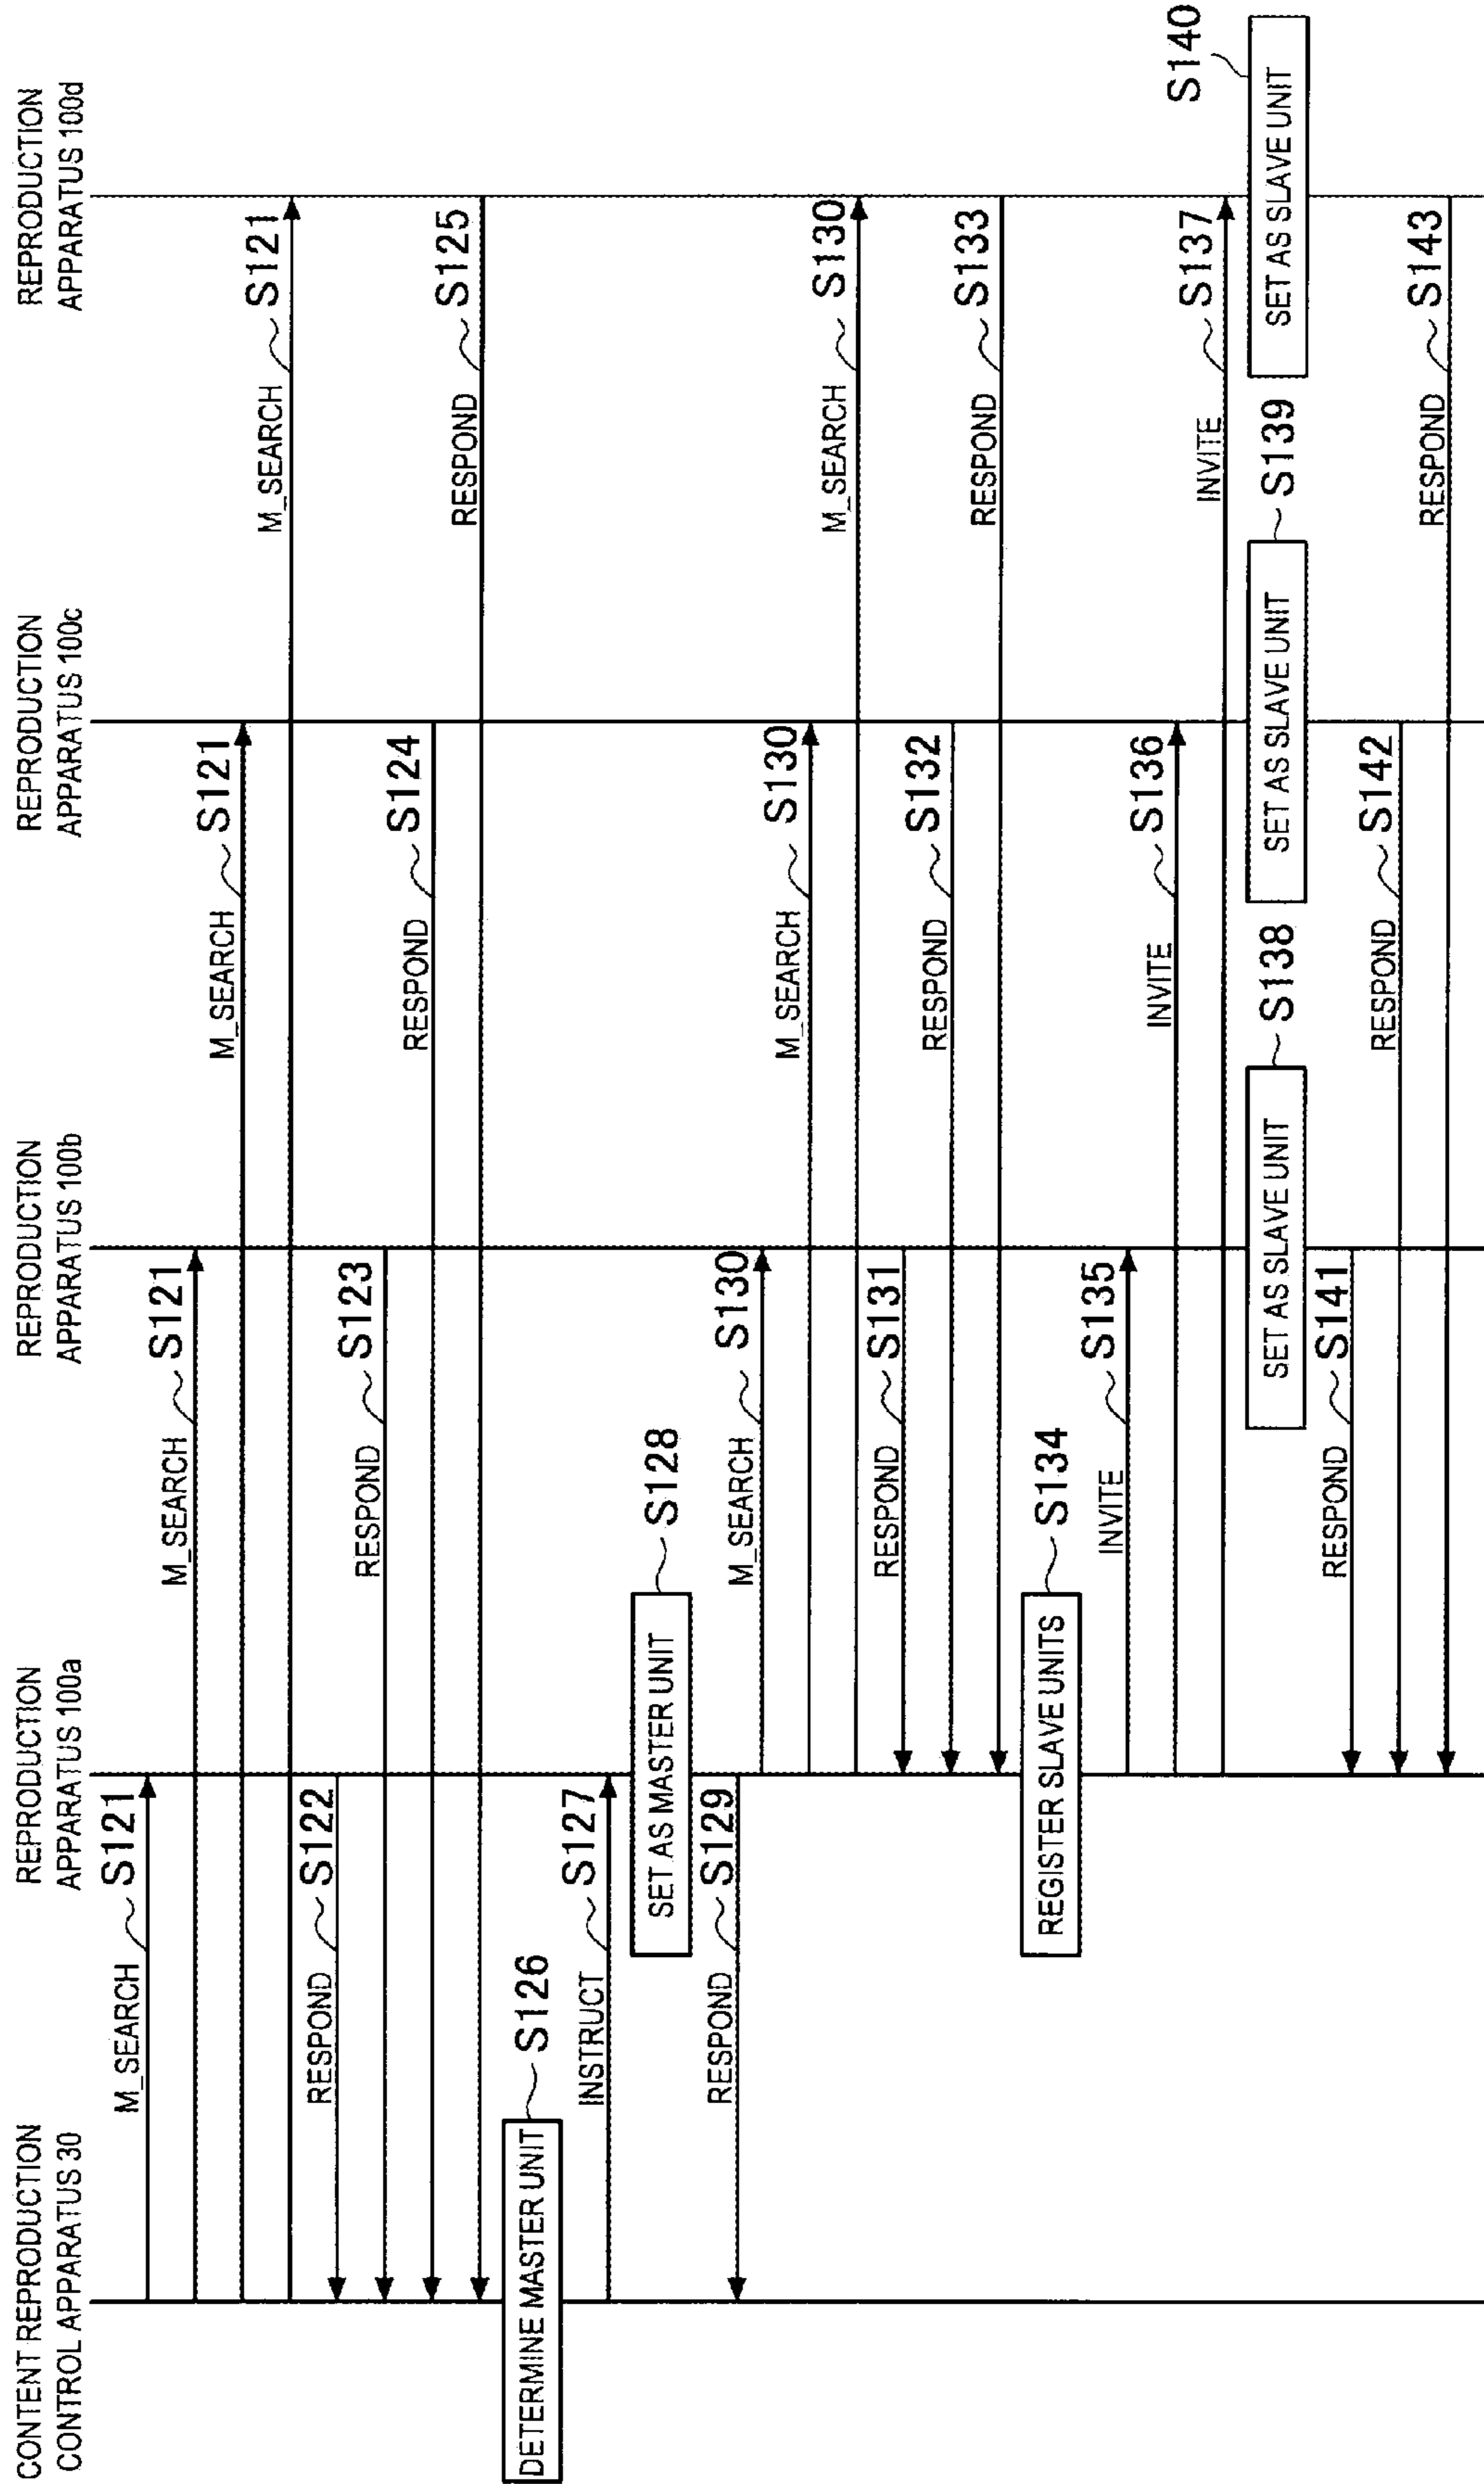 CONTENT REPRODUCTION
CONTROL APPARATUS 30
REPRODUCTION
APPARATUS 100a
REPRODUCTION
APPARATUS 100b
REPRODUCTION
APPARATUS 100c
REPRODUCTION
APPARATUS 100d
M_SEARCH S121
M_SEARCH S121
M_SEARCH S121
M_SEARCH S121
RESPOND S122
RESPOND S123
RESPOND S124
RESPOND S125
DETERMINE MASTER UNIT S126
INSTRUCT S127
SET AS MASTER UNIT S128
RESPOND S129
M_SEARCH S130
M_SEARCH S130
M_SEARCH S130
RESPOND S131
RESPOND S132
RESPOND S133
REGISTER SLAVE UNITS S134
INVITE S135
INVITE S136
INVITE S137
SET AS SLAVE UNIT S138
SET AS SLAVE UNIT S139
SET AS SLAVE UNIT S140
RESPOND S141
RESPOND S142
RESPOND S143